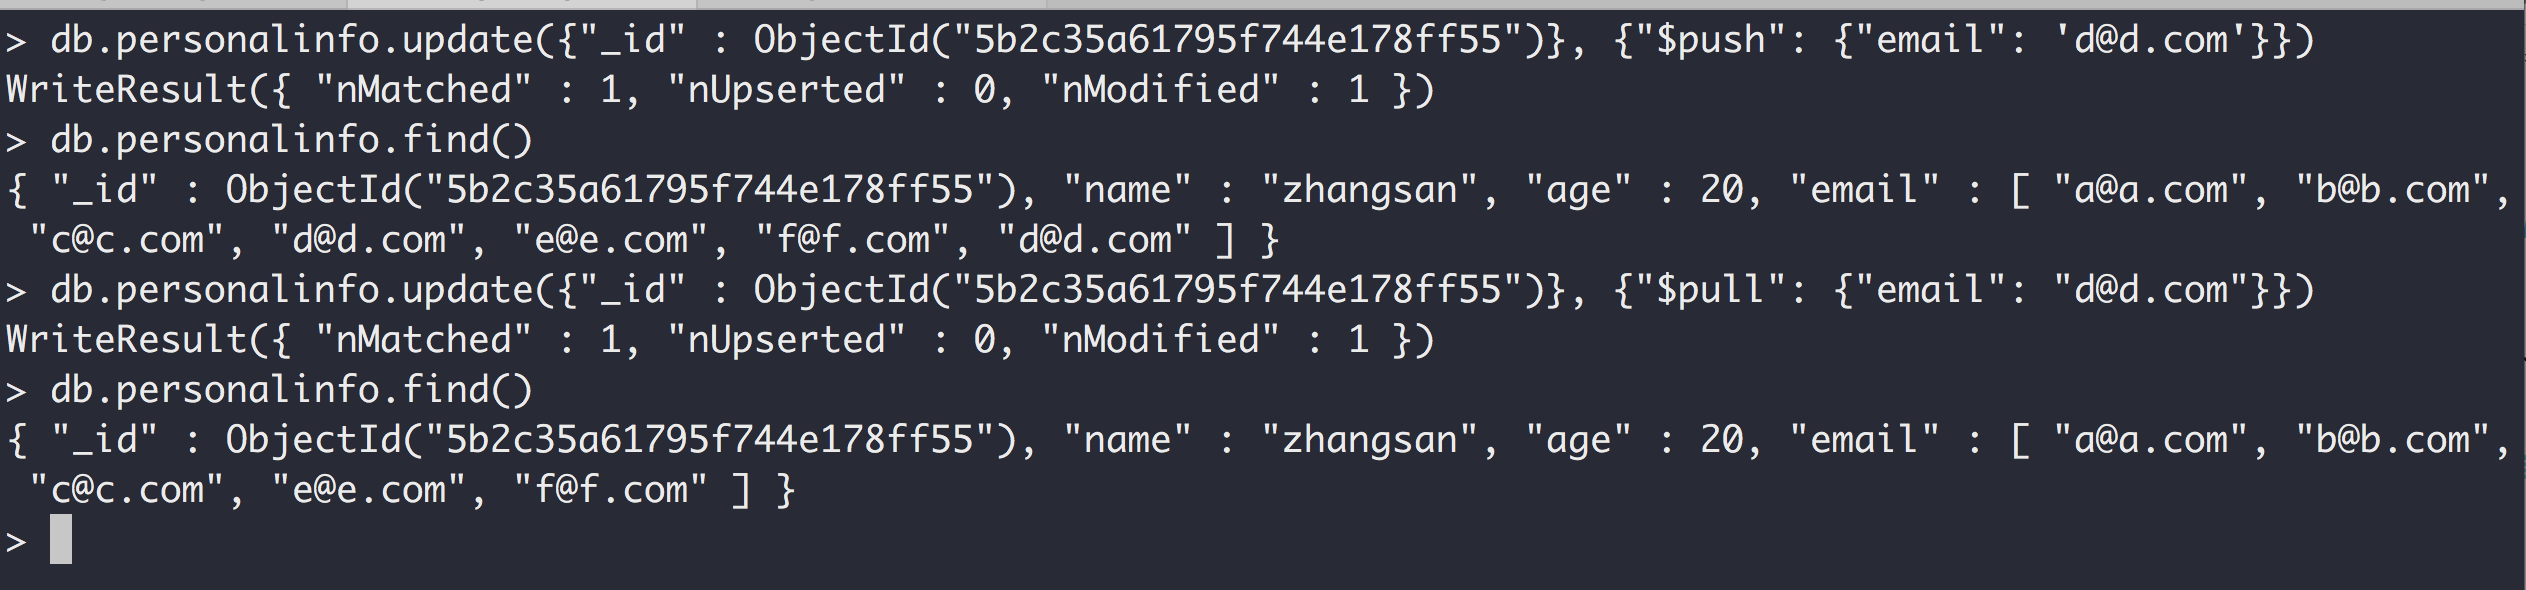 > db.personalinfo.update({"_id" : ObjectId("5b2c35a61795f744e178ff55")}, {"$push": {"email": 'd@d.com'}})
WriteResult({ "nMatched" : 1, "nUpserted" : 0, "nModified" : 1 })
> db.personalinfo.find()
{ "_id" : ObjectId("5b2c35a61795f744e178ff55"), "name" : "zhangsan", "age" : 20, "email" : [ "a@a.com", "b@b.com",
 "c@c.com", "d@d.com", "e@e.com", "f@f.com", "d@d.com" ] }
> db.personalinfo.update({"_id" : ObjectId("5b2c35a61795f744e178ff55")}, {"$pull": {"email": "d@d.com"}})
WriteResult({ "nMatched" : 1, "nUpserted" : 0, "nModified" : 1 })
> db.personalinfo.find()
{ "_id" : ObjectId("5b2c35a61795f744e178ff55"), "name" : "zhangsan", "age" : 20, "email" : [ "a@a.com", "b@b.com",
 "c@c.com", "e@e.com", "f@f.com" ] }
>